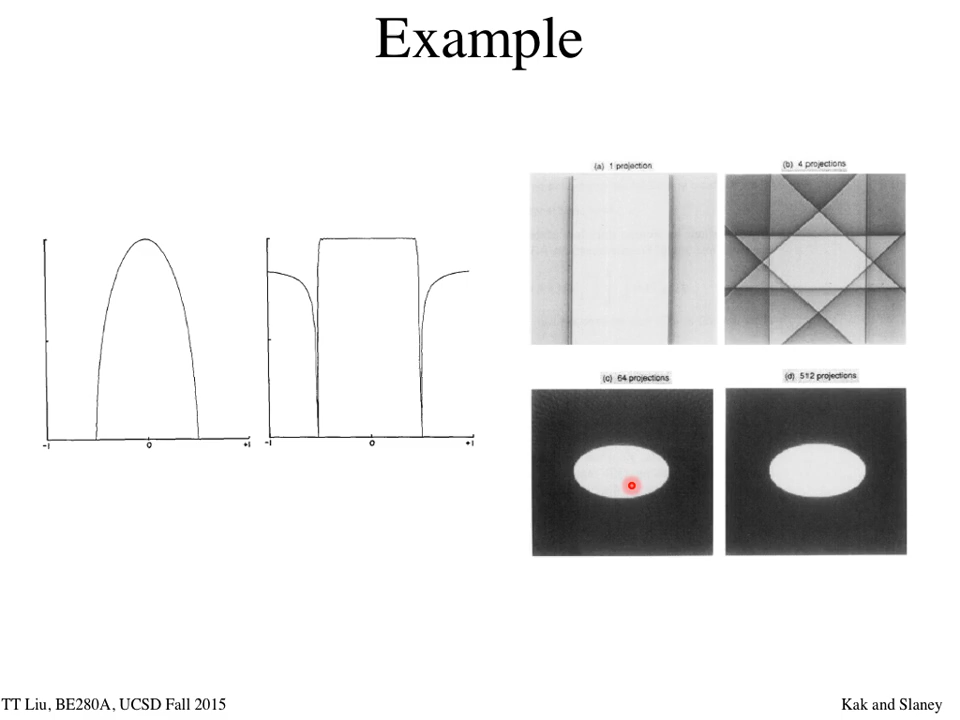 Example
(a) 1 projection
(b) 4 projections
-1
0
+1
-1
0
+1
(c) 64 projections
(d) 512 projections
TT Liu, BE280A, UCSD Fall 2015
Kak and Slaney